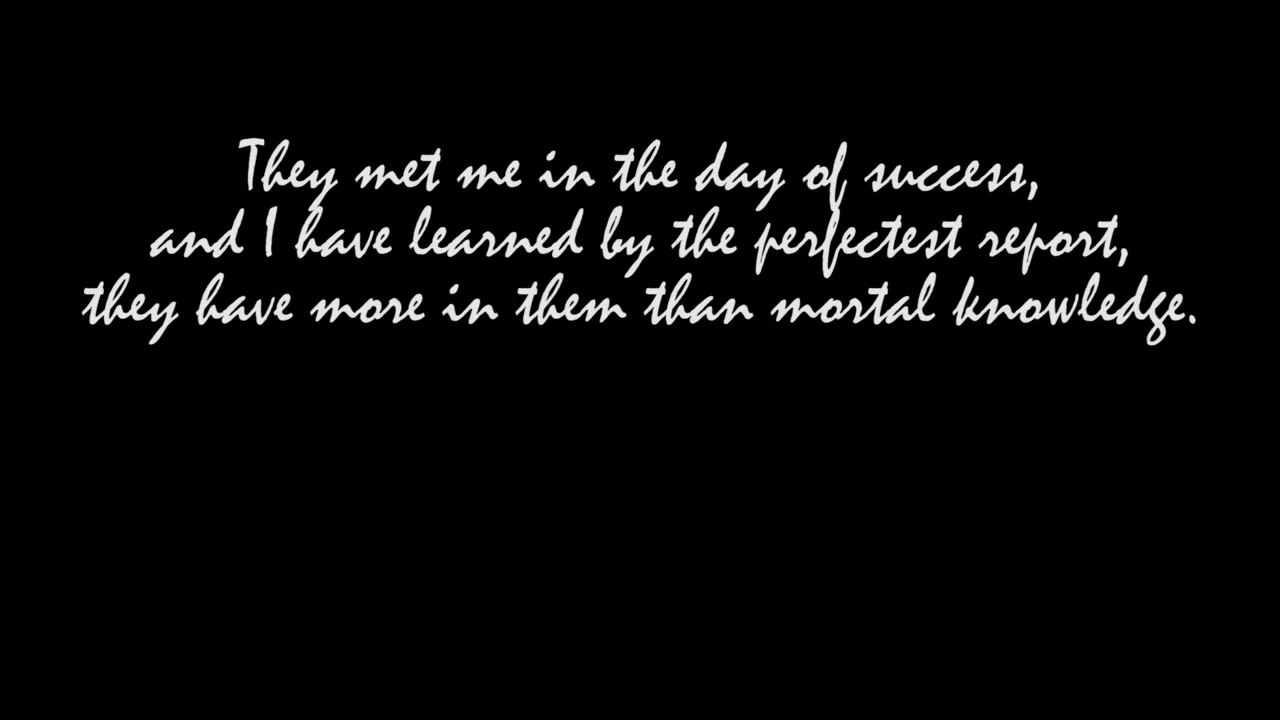 They met me in the day of success,
and I have learned by the perfectest report,
they have more in them than mortal knowledge.